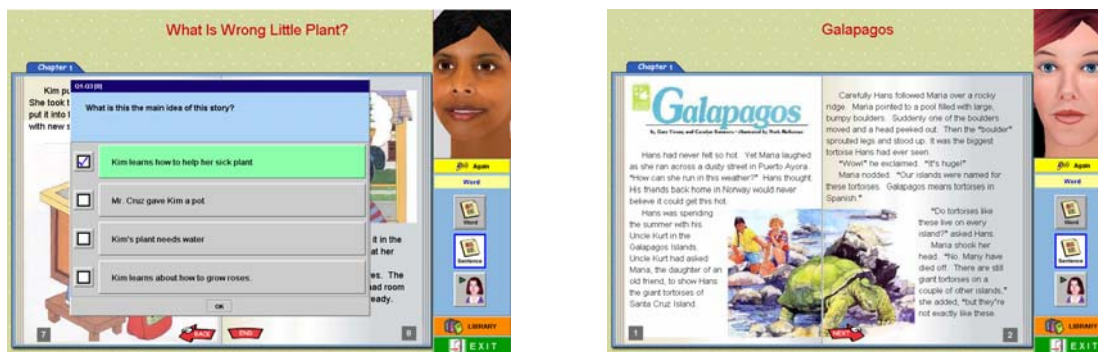 What Is Wrong Little Plant?
Chapter 1
Kim pu
She took t
put it into t
with new s
Q1-Q3 [0]
What is this the main idea of this story?
Kim learns how to help her sick plant
Mr. Cruz gave Kim a pot
Kim's plant needs water
Kim learns about how to grow roses.
OK
it in the
at her
res. The
ad room
eady.
7
BACK
END
8
Again
Word
Word
Sentence
LIBRARY
EXIT
Galapagos
Chapter 1
Galapagos
Hans had never felt so hot. Yet Maria laughed
as she ran across a dusty street in Puerto Ayora.
"How can she run in this weather?" Hans thought.
His friends back home in Norway would never
believe it could get this hot.
Hans was spending
the summer with his
Uncle Kurt in the
Galapagos Islands.
Uncle Kurt had asked
Maria, the daughter of an
old friend, to show Hans
the giant tortoises of
Santa Cruz Island.
1
Carefully Hans followed Maria over a rocky
ridge. Maria pointed to a pool filled with large,
bumpy boulders. Suddenly one of the boulders
moved and a head peeked out. Then the "boulder"
sprouted legs and stood up. It was the biggest
tortoise Hans had ever seen.
"Wow!" he exclaimed. "It's huge!"
Maria nodded. "Our islands were named for
these tortoises. Galapagos means tortoises in
Spanish."
"Do tortoises like
these live on every
island?" asked Hans.
Maria shook her
head. "No. Many have
died off. There are still
giant tortoises on a
couple of other islands,"
she added, "but they're
not exactly like these.
NEXT
2
Again
Word
Word
Sentence
LIBRARY
EXIT